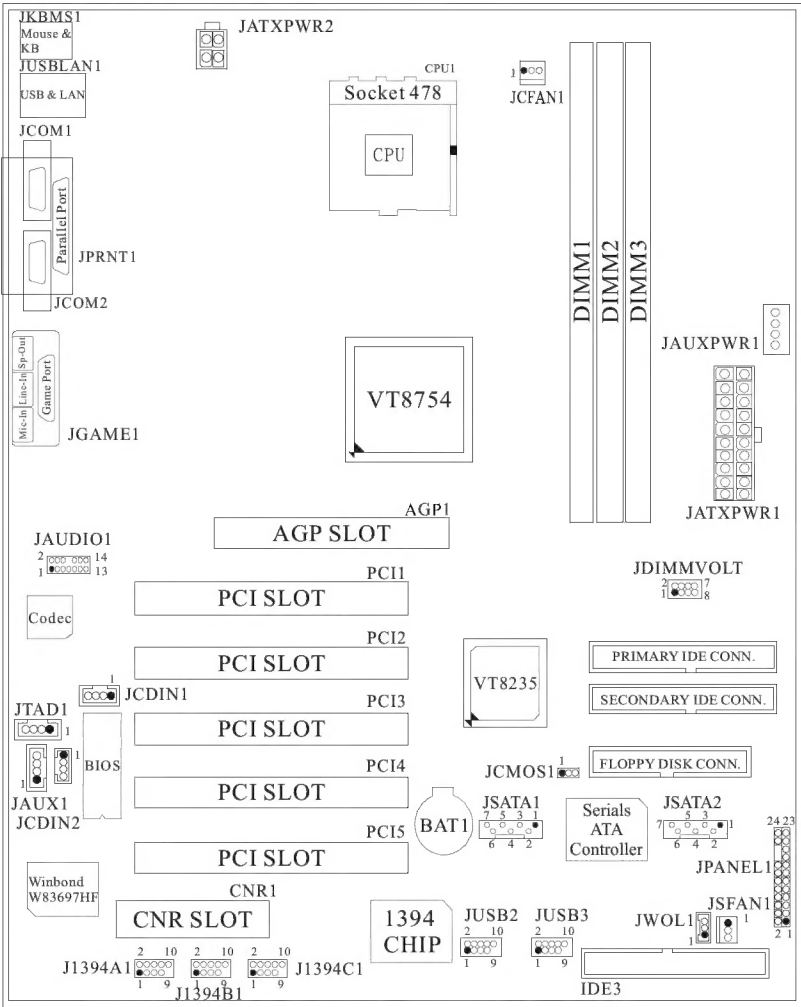 JKBMS1
Mouse &
KB
JUSBLAN1
USB & LAN
JATXPWR2
CPU1
Socket 478
CPU
1
JCFAN1
JCOM1
Parallel Port
JPRNT1
JCOM2
DIMM1
DIMM2
DIMM3
JAUXPWR1
JATXPWR1
Sp-Out
Line-In
Mic-In
Game Port
JGAME1
VT8754
AGP1
AGP SLOT
JAUDIO1
2 14
1 13
Codec
JDIMMVOLT
2 7
1 8
PCI1
PCI SLOT
PCI2
PCI SLOT
PCI3
PCI SLOT
PCI4
PCI SLOT
PCI5
PCI SLOT
VT8235
PRIMARY IDE CONN.
SECONDARY IDE CONN.
FLOPPY DISK CONN.
1
JCDIN1
JTAD1
1
BIOS
1
1
JAUX1
JCDIN2
JCMOS1
1
BAT1
JSATA1
7 5 3 1
6 4 2
Serials
ATA
Controller
JSATA2
7 5 3 1
6 4 2
24 23
JPANEL1
2 1
JSFAN1
1
JWOL1
1
Winbond
W83697HF
CNR1
CNR SLOT
1394
CHIP
JUSB2
2 10
1 9
JUSB3
2 10
1 9
J1394A1
2 10
1 9
J1394B1
2 10
1 9
J1394C1
2 10
1 9
IDE3